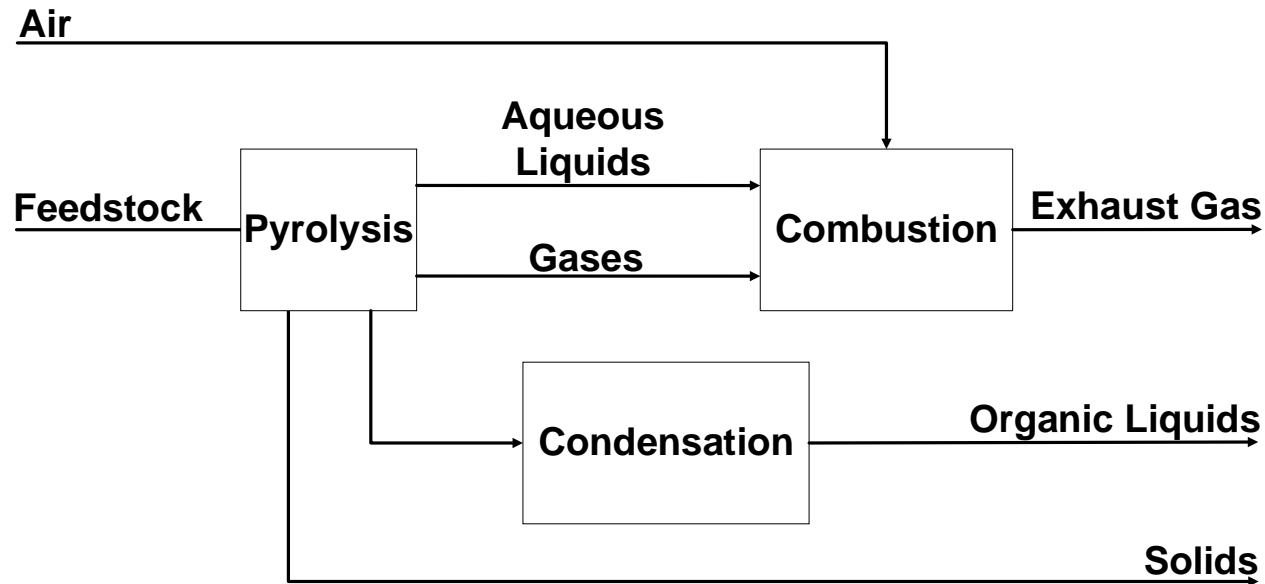 Air
Aqueous
Liquids
Feedstock
Pyrolysis
Combustion
Exhaust Gas
Gases
Condensation
Organic Liquids
Solids